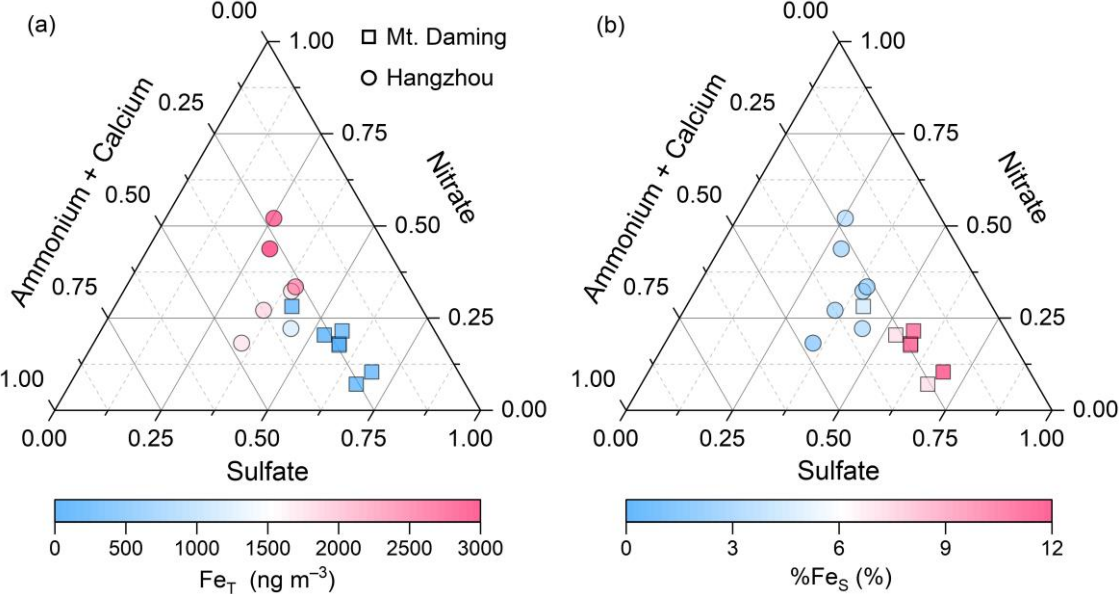 (a)
0.00
1.00
□ Mt. Daming
○ Hangzhou
Ammonium + Calcium
0.25
0.50
0.75
1.00
Nitrate
0.75
0.50
0.25
0.00
0.00 0.25 0.50 0.75 1.00
Sulfate
0 500 1000 1500 2000 2500 3000
Fe_T (ng m⁻³)
(b)
0.00
1.00
Ammonium + Calcium
0.25
0.50
0.75
1.00
Nitrate
0.75
0.50
0.25
0.00
0.00 0.25 0.50 0.75 1.00
Sulfate
0 3 6 9 12
%Fe_S (%)